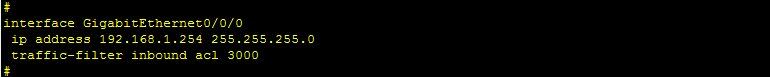 #
interface GigabitEthernet0/0/0
 ip address 192.168.1.254 255.255.255.0
 traffic-filter inbound acl 3000
#